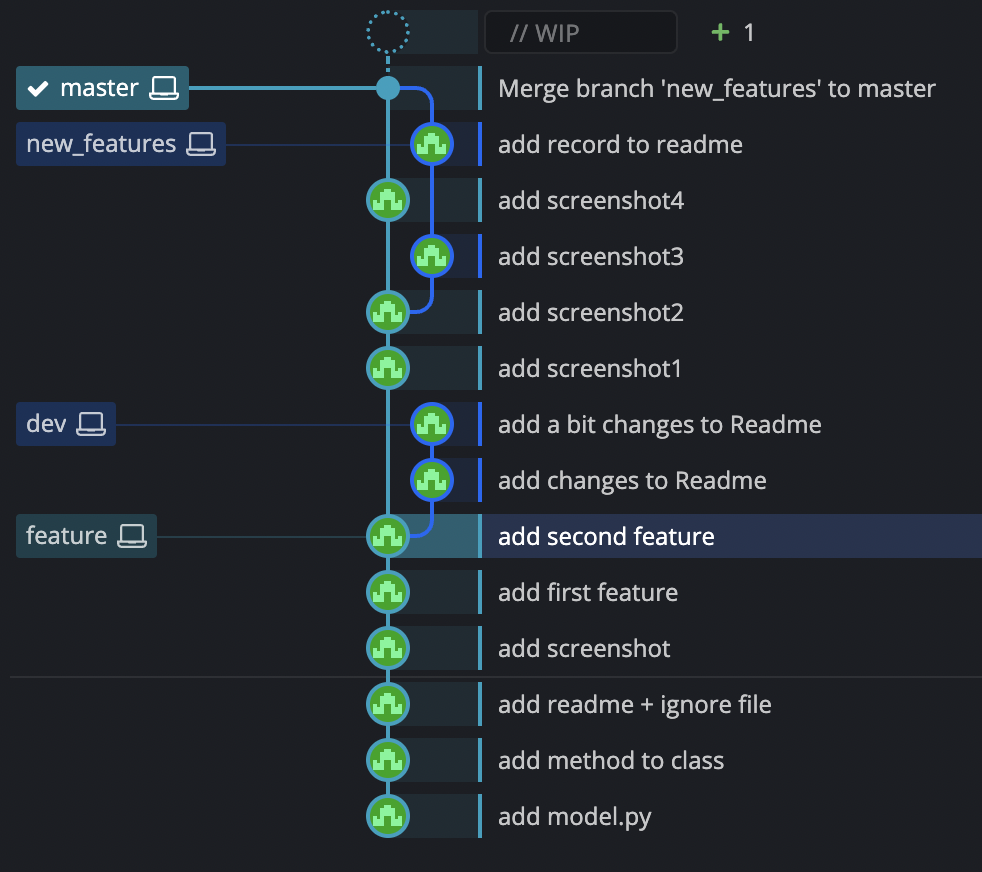 // WIP + 1
master Merge branch 'new_features' to master
new_features add record to readme
add screenshot4
add screenshot3
add screenshot2
add screenshot1
dev add a bit changes to Readme
add changes to Readme
feature add second feature
add first feature
add screenshot
add readme + ignore file
add method to class
add model.py